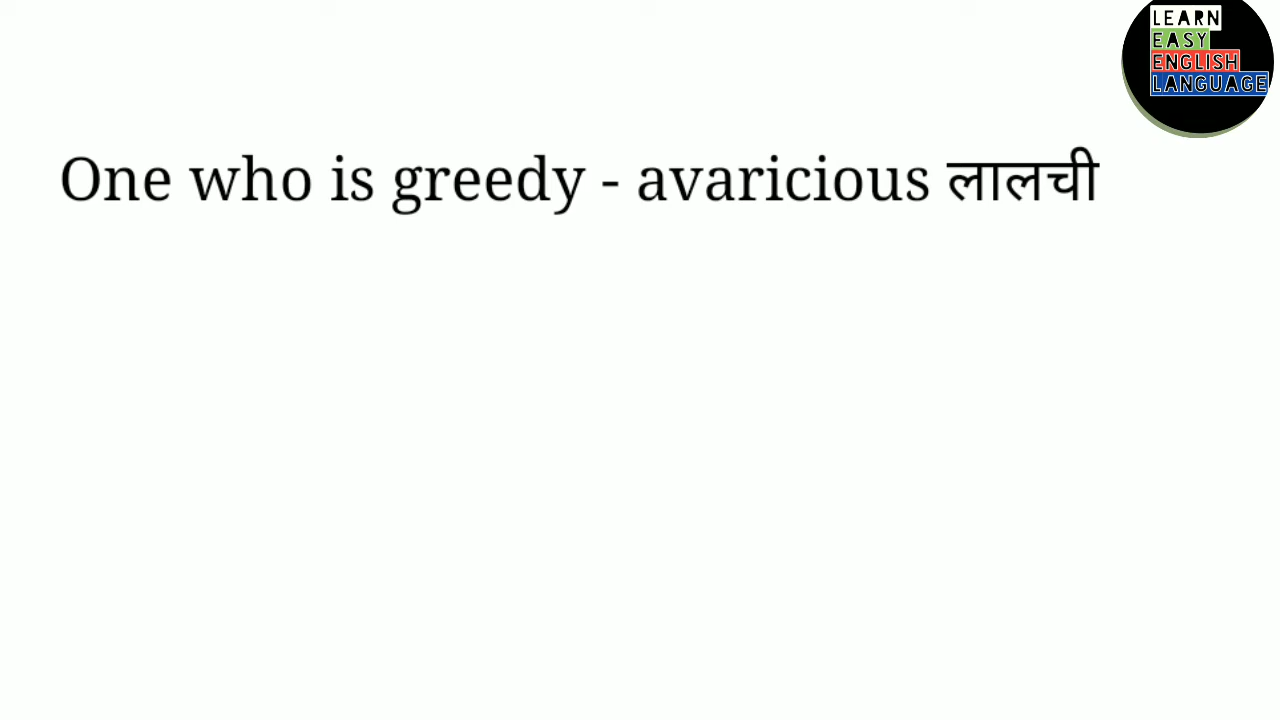 LEARN
EASY
ENGLISH
LANGUAGE
One who is greedy - avaricious लालची